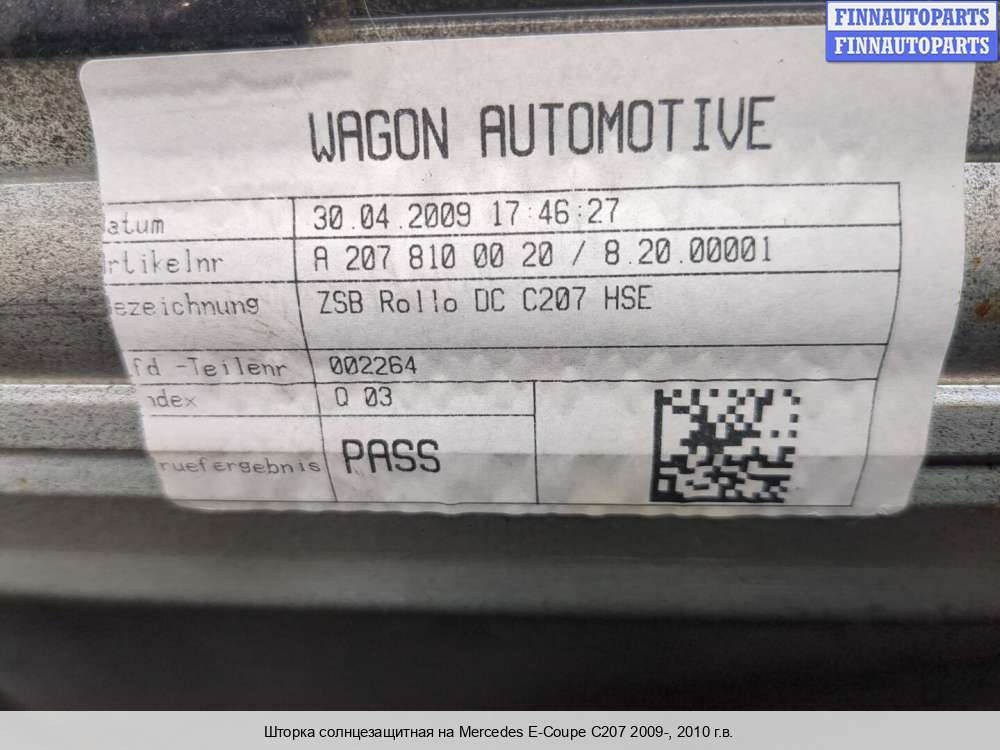 FINNAUTOPARTS
FINNAUTOPARTS
WAGON AUTOMOTIVE
atum 30.04.2009 17:46:27
rtikelnr A 207 810 00 20 / 8.20.00001
ezeichnung ZSB Rollo DC C207 HSE
fd.-Teilenr 002264
ndex Q 03
ruefergebnis PASS
Шторка солнцезащитная на Mercedes E-Coupe C207 2009-, 2010 г.в.